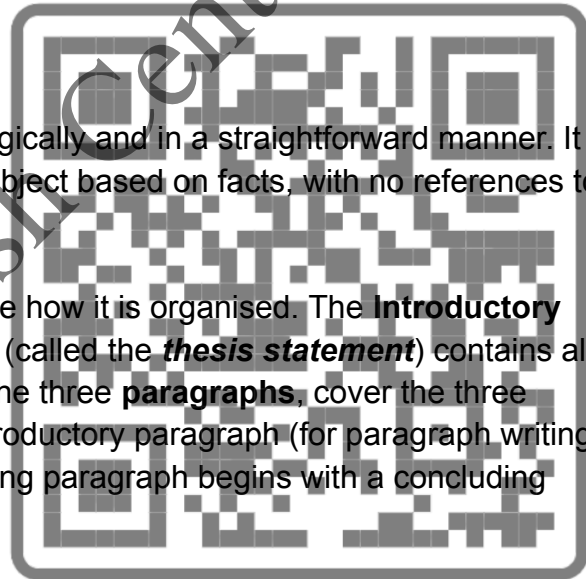 gically and in a straightforward manner. It
bject based on facts, with no references to
e how it is organised. The Introductory
(called the thesis statement) contains al
ne three paragraphs, cover the three
roductory paragraph (for paragraph writing
ng paragraph begins with a concluding